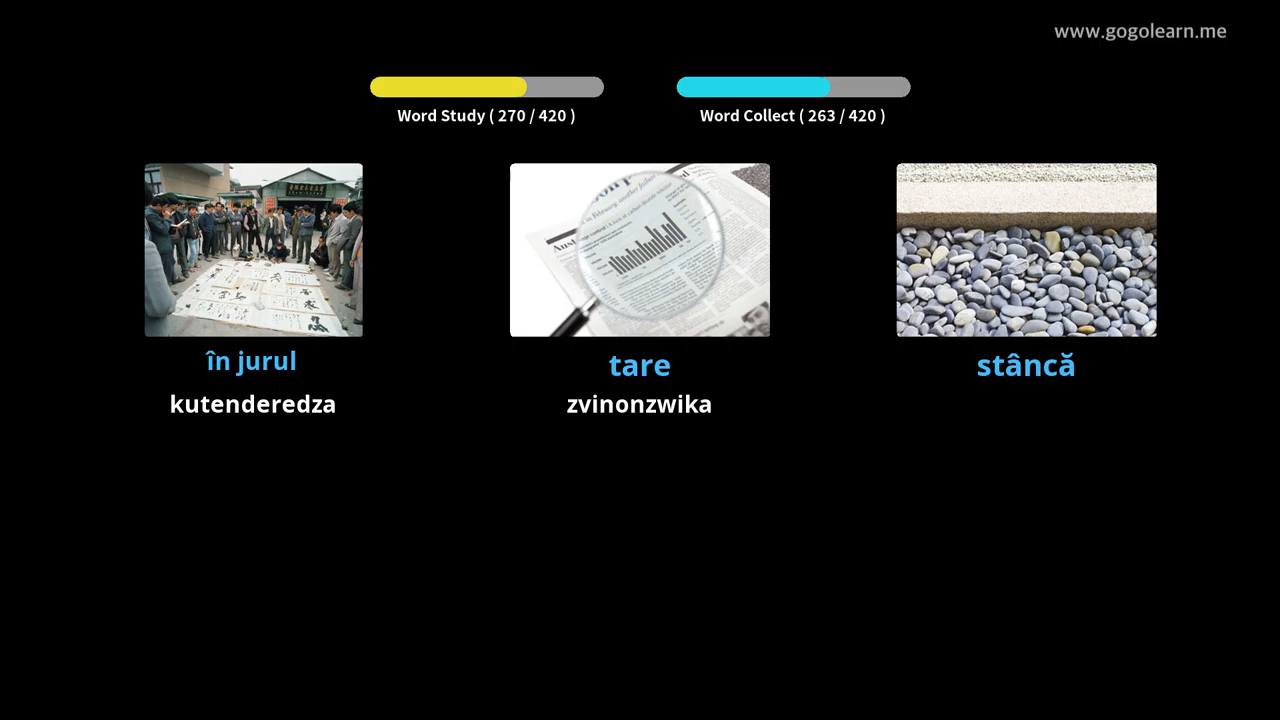 www.gogolearn.me
Word Study ( 270 / 420 )
Word Collect ( 263 / 420 )
în jurul
tare
stâncă
kutenderedza
zvinonzwika